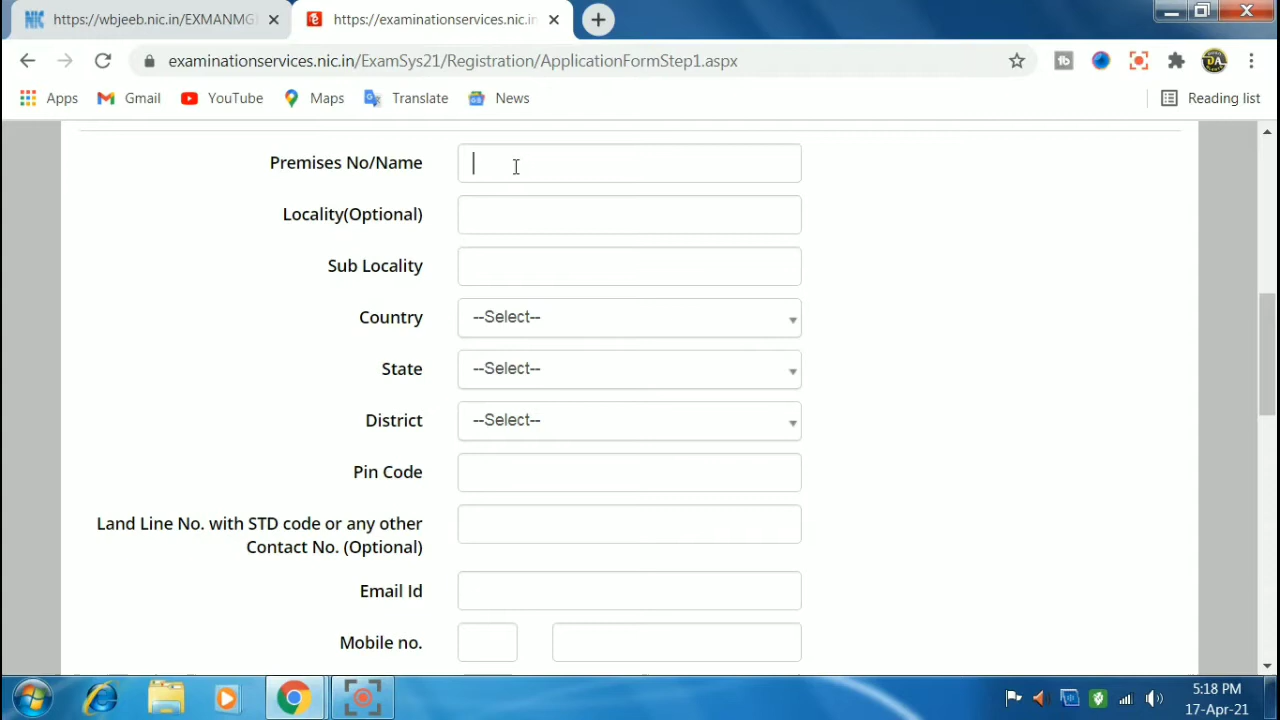 https://wbjeeb.nic.in/EXMANMG
https://examinationservices.nic.in
examinationservices.nic.in/ExamSys21/Registration/ApplicationFormStep1.aspx
Apps Gmail YouTube Maps Translate News Reading list
Premises No/Name
Locality(Optional)
Sub Locality
Country --Select--
State --Select--
District --Select--
Pin Code
Land Line No. with STD code or any other
Contact No. (Optional)
Email Id
Mobile no.
5:18 PM
17-Apr-21